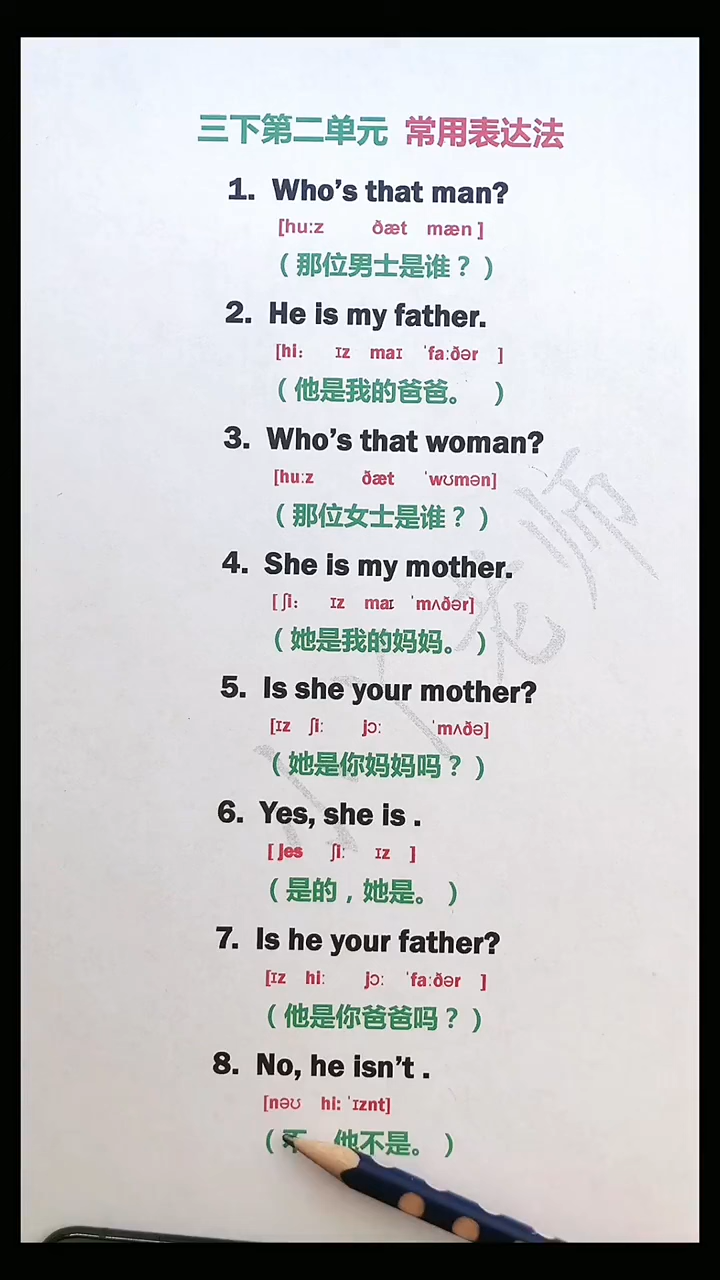 三下第二单元 常用表达法
1. Who's that man?
[hu:z ðæt mæn ]
（那位男士是谁？）
2. He is my father.
[hi: ɪz maɪ ˈfa:ðər ]
（他是我的爸爸。 ）
3. Who's that woman?
[hu:z ðæt ˈwʊmən]
（那位女士是谁？）
4. She is my mother.
[ ʃi: ɪz maɪ ˈmʌðər]
（她是我的妈妈。）
5. Is she your mother?
[ɪz ʃi: jɔ: ˈmʌðə]
（她是你妈妈吗？）
6. Yes, she is .
[ jes ʃi: ɪz ]
（是的，她是。）
7. Is he your father?
[ɪz hi: jɔ: ˈfa:ðər ]
（他是你爸爸吗？）
8. No, he isn't .
[nəʊ hi: ˈɪznt]
（ 他不是。）
老师